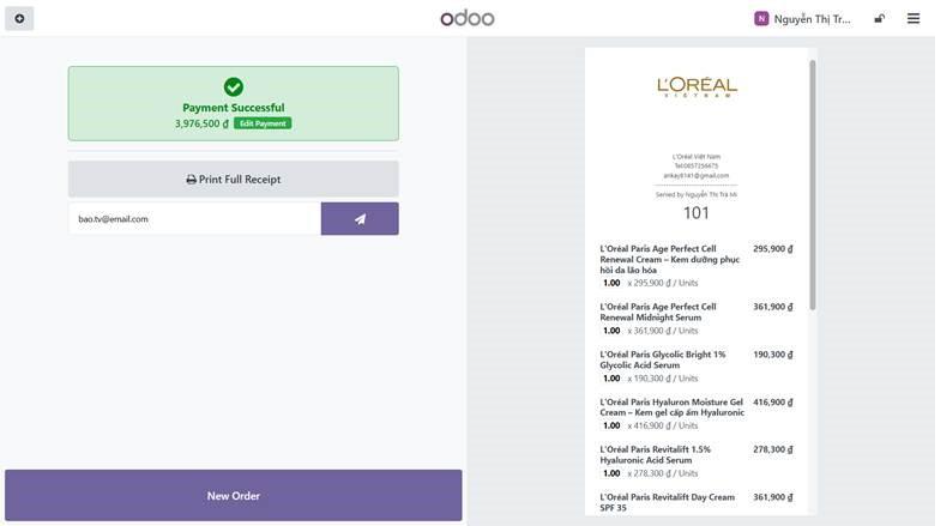 odoo
N Nguyễn Thị Tr...
Payment Successful
3,976,500 ₫ Edit Payment
Print Full Receipt
bao.tv@email.com
New Order
L'ORÉAL
VIETNAM
L'Oréal Việt Nam
Tel:0857256675
ankay8141@gmail.com
Served by Nguyễn Thị Trà Mi
101
L'Oréal Paris Age Perfect Cell 295,900 ₫
Renewal Cream – Kem dưỡng phục
hồi da lão hóa
1.00 x 295,900 ₫ / Units
L'Oréal Paris Age Perfect Cell 361,900 ₫
Renewal Midnight Serum
1.00 x 361,900 ₫ / Units
L'Oréal Paris Glycolic Bright 1% 190,300 ₫
Glycolic Acid Serum
1.00 x 190,300 ₫ / Units
L'Oréal Paris Hyaluron Moisture Gel 416,900 ₫
Cream – Kem gel cấp ẩm Hyaluronic
1.00 x 416,900 ₫ / Units
L'Oréal Paris Revitalift 1.5% 278,300 ₫
Hyaluronic Acid Serum
1.00 x 278,300 ₫ / Units
L'Oréal Paris Revitalift Day Cream 361,900 ₫
SPF 35